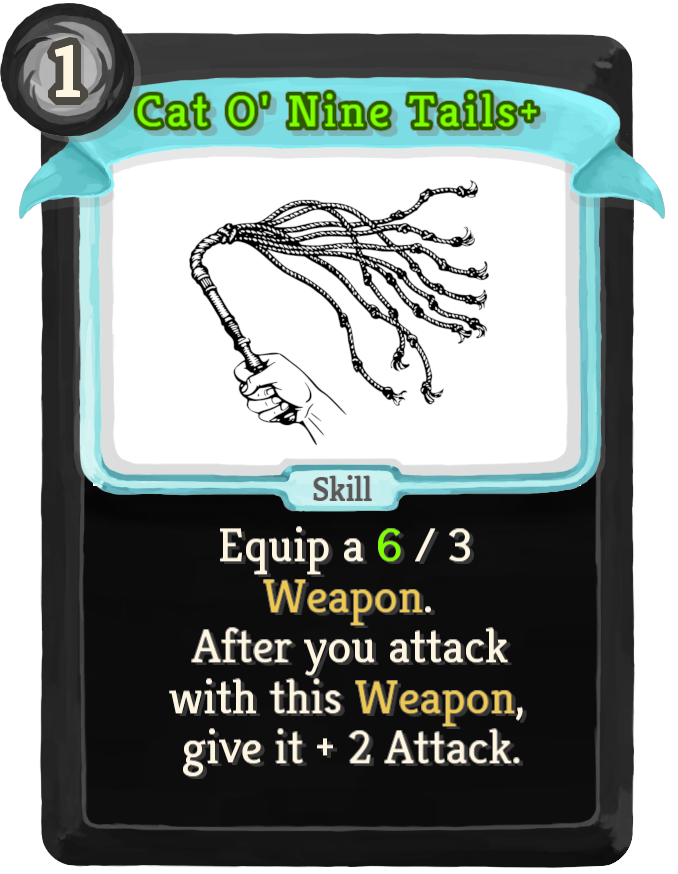 1
Cat O' Nine Tails+
Skill
Equip a 6 / 3
Weapon.
After you attack
with this Weapon,
give it + 2 Attack.